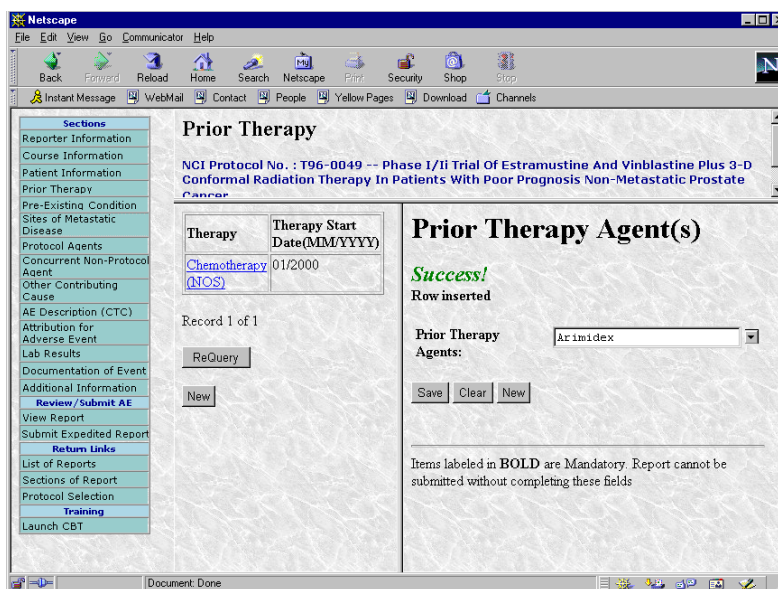 Netscape
File Edit View Go Communicator Help
Back Forward Reload Home Search Netscape Print Security Shop Stop
Instant Message WebMail Contact People Yellow Pages Download Channels
Sections
Reporter Information
Course Information
Patient Information
Prior Therapy
Pre-Existing Condition
Sites of Metastatic
Disease
Protocol Agents
Concurrent Non-Protocol
Agent
Other Contributing
Cause
AE Description (CTC)
Attribution for
Adverse Event
Lab Results
Documentation of Event
Additional Information
Review/Submit AE
View Report
Submit Expedited Report
Return Links
List of Reports
Sections of Report
Protocol Selection
Training
Launch CBT
Prior Therapy
NCI Protocol No. : T96-0049 -- Phase I/Ii Trial Of Estramustine And Vinblastine Plus 3-D
Conformal Radiation Therapy In Patients With Poor Prognosis Non-Metastatic Prostate
Cancer
Therapy
Therapy Start
Date(MM/YYYY)
Chemotherapy
(NOS)
01/2000
Record 1 of 1
ReQuery
New
Prior Therapy Agent(s)
Success!
Row inserted
Prior Therapy
Agents:
Arimidex
Save Clear New
Items labeled in BOLD are Mandatory. Report cannot be
submitted without completing these fields
Document: Done